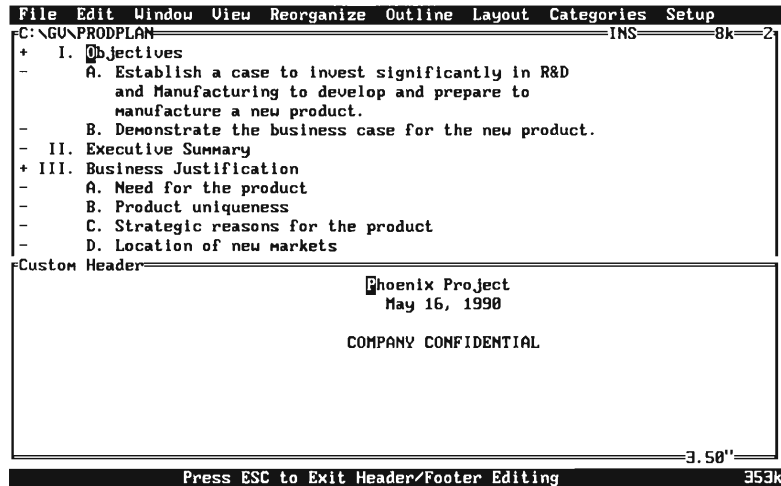 File Edit Window View Reorganize Outline Layout Categories Setup
C:\GV\PRODPLAN INS 8k 2
+ I. Objectives
- A. Establish a case to invest significantly in R&D
and Manufacturing to develop and prepare to
manufacture a new product.
- B. Demonstrate the business case for the new product.
- II. Executive Summary
+ III. Business Justification
- A. Need for the product
- B. Product uniqueness
- C. Strategic reasons for the product
- D. Location of new markets
Custom Header
Phoenix Project
May 16, 1990
COMPANY CONFIDENTIAL
3.50"
Press ESC to Exit Header/Footer Editing 353k